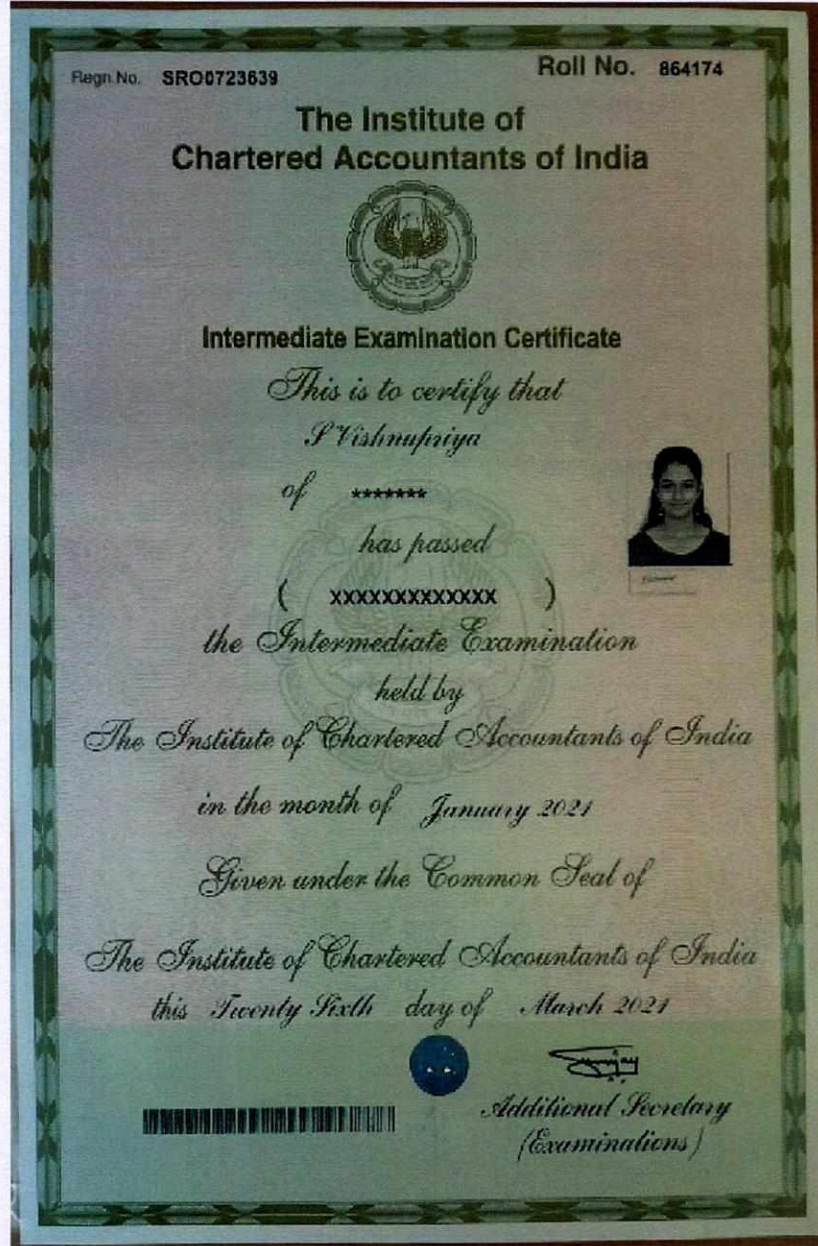 Regn.No. SRO0723639 Roll No. 864174
The Institute of
Chartered Accountants of India
Intermediate Examination Certificate
This is to certify that
S Vishnupriya
of *******
has passed
( XXXXXXXXXXXXX )
the Intermediate Examination
held by
The Institute of Chartered Accountants of India
in the month of January 2021
Given under the Common Seal of
The Institute of Chartered Accountants of India
this Twenty Sixth day of March 2021
Additional Secretary
(Examinations)